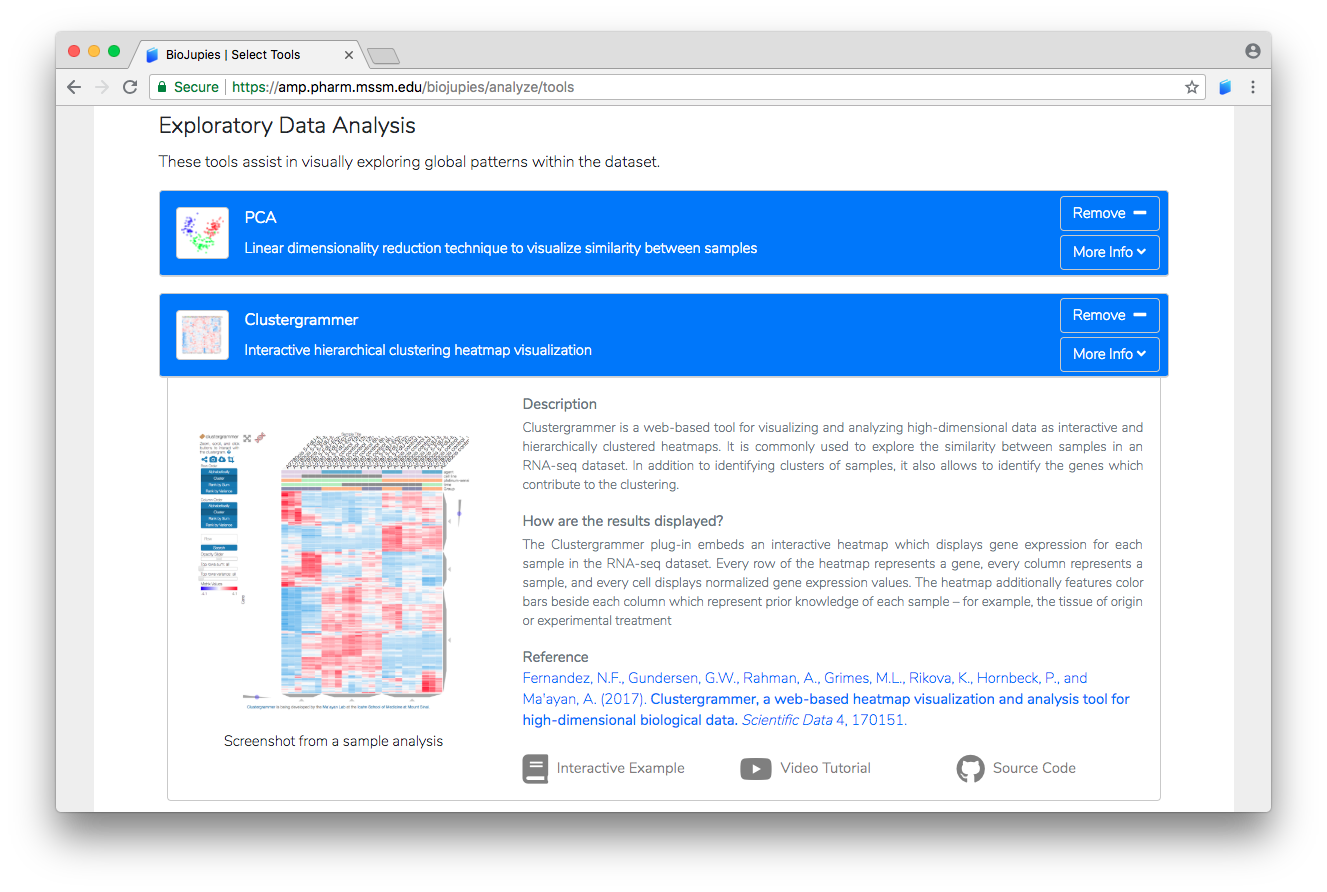 BioJupies | Select Tools
Secure
https://amp.pharm.mssm.edu/biojupies/analyze/tools
Exploratory Data Analysis
These tools assist in visually exploring global patterns within the dataset.
PCA
Linear dimensionality reduction technique to visualize similarity between samples
Remove
More Info
Clustergrammer
Interactive hierarchical clustering heatmap visualization
Remove
More Info
clustergrammer
Alphabetically
Cluster
Rank by Sum
Rank by Variance
Alphabetically
Cluster
Rank by Sum
Rank by Variance
Search
Clustergrammer is being developed by the Ma'ayan Lab at the Icahn School of Medicine at Mount Sinai.
Screenshot from a sample analysis
Description
Clustergrammer is a web-based tool for visualizing and analyzing high-dimensional data as interactive and
hierarchically clustered heatmaps. It is commonly used to explore the similarity between samples in an
RNA-seq dataset. In addition to identifying clusters of samples, it also allows to identify the genes which
contribute to the clustering.
How are the results displayed?
The Clustergrammer plug-in embeds an interactive heatmap which displays gene expression for each
sample in the RNA-seq dataset. Every row of the heatmap represents a gene, every column represents a
sample, and every cell displays normalized gene expression values. The heatmap additionally features color
bars beside each column which represent prior knowledge of each sample – for example, the tissue of origin
or experimental treatment
Reference
Fernandez, N.F., Gundersen, G.W., Rahman, A., Grimes, M.L., Rikova, K., Hornbeck, P., and
Ma'ayan, A. (2017). Clustergrammer, a web-based heatmap visualization and analysis tool for
high-dimensional biological data. Scientific Data 4, 170151.
Interactive Example
Video Tutorial
Source Code